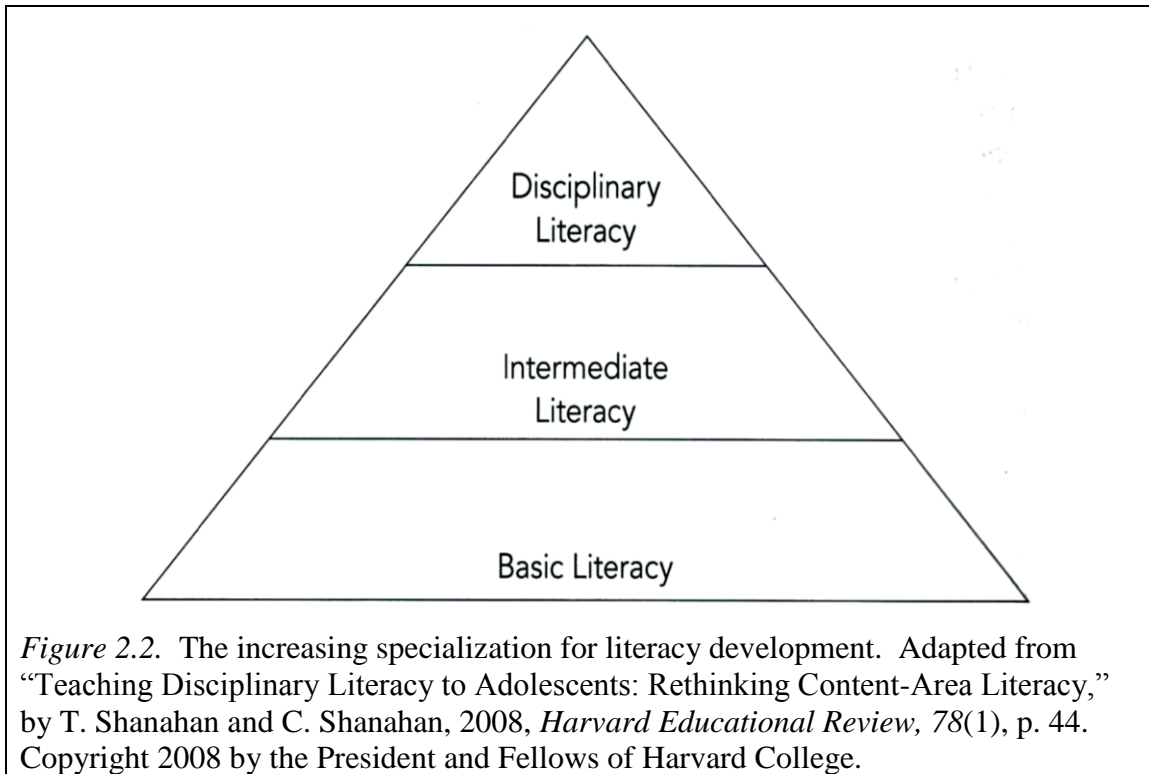 Disciplinary
Literacy
Intermediate
Literacy
Basic Literacy
Figure 2.2.  The increasing specialization for literacy development.  Adapted from
“Teaching Disciplinary Literacy to Adolescents: Rethinking Content-Area Literacy,”
by T. Shanahan and C. Shanahan, 2008, Harvard Educational Review, 78(1), p. 44.
Copyright 2008 by the President and Fellows of Harvard College.